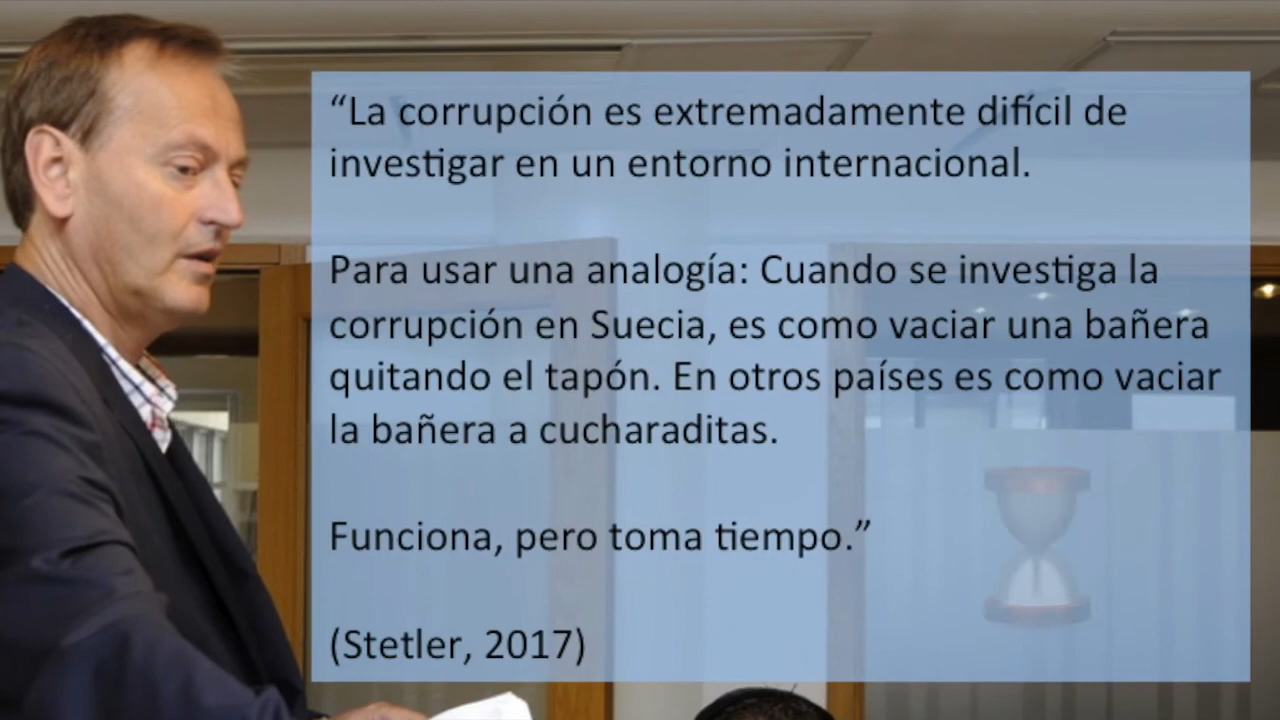 “La corrupción es extremadamente difícil de
investigar en un entorno internacional.
Para usar una analogía: Cuando se investiga la
corrupción en Suecia, es como vaciar una bañera
quitando el tapón. En otros países es como vaciar
la bañera a cucharaditas.
Funciona, pero toma tiempo.”
(Stetler, 2017)